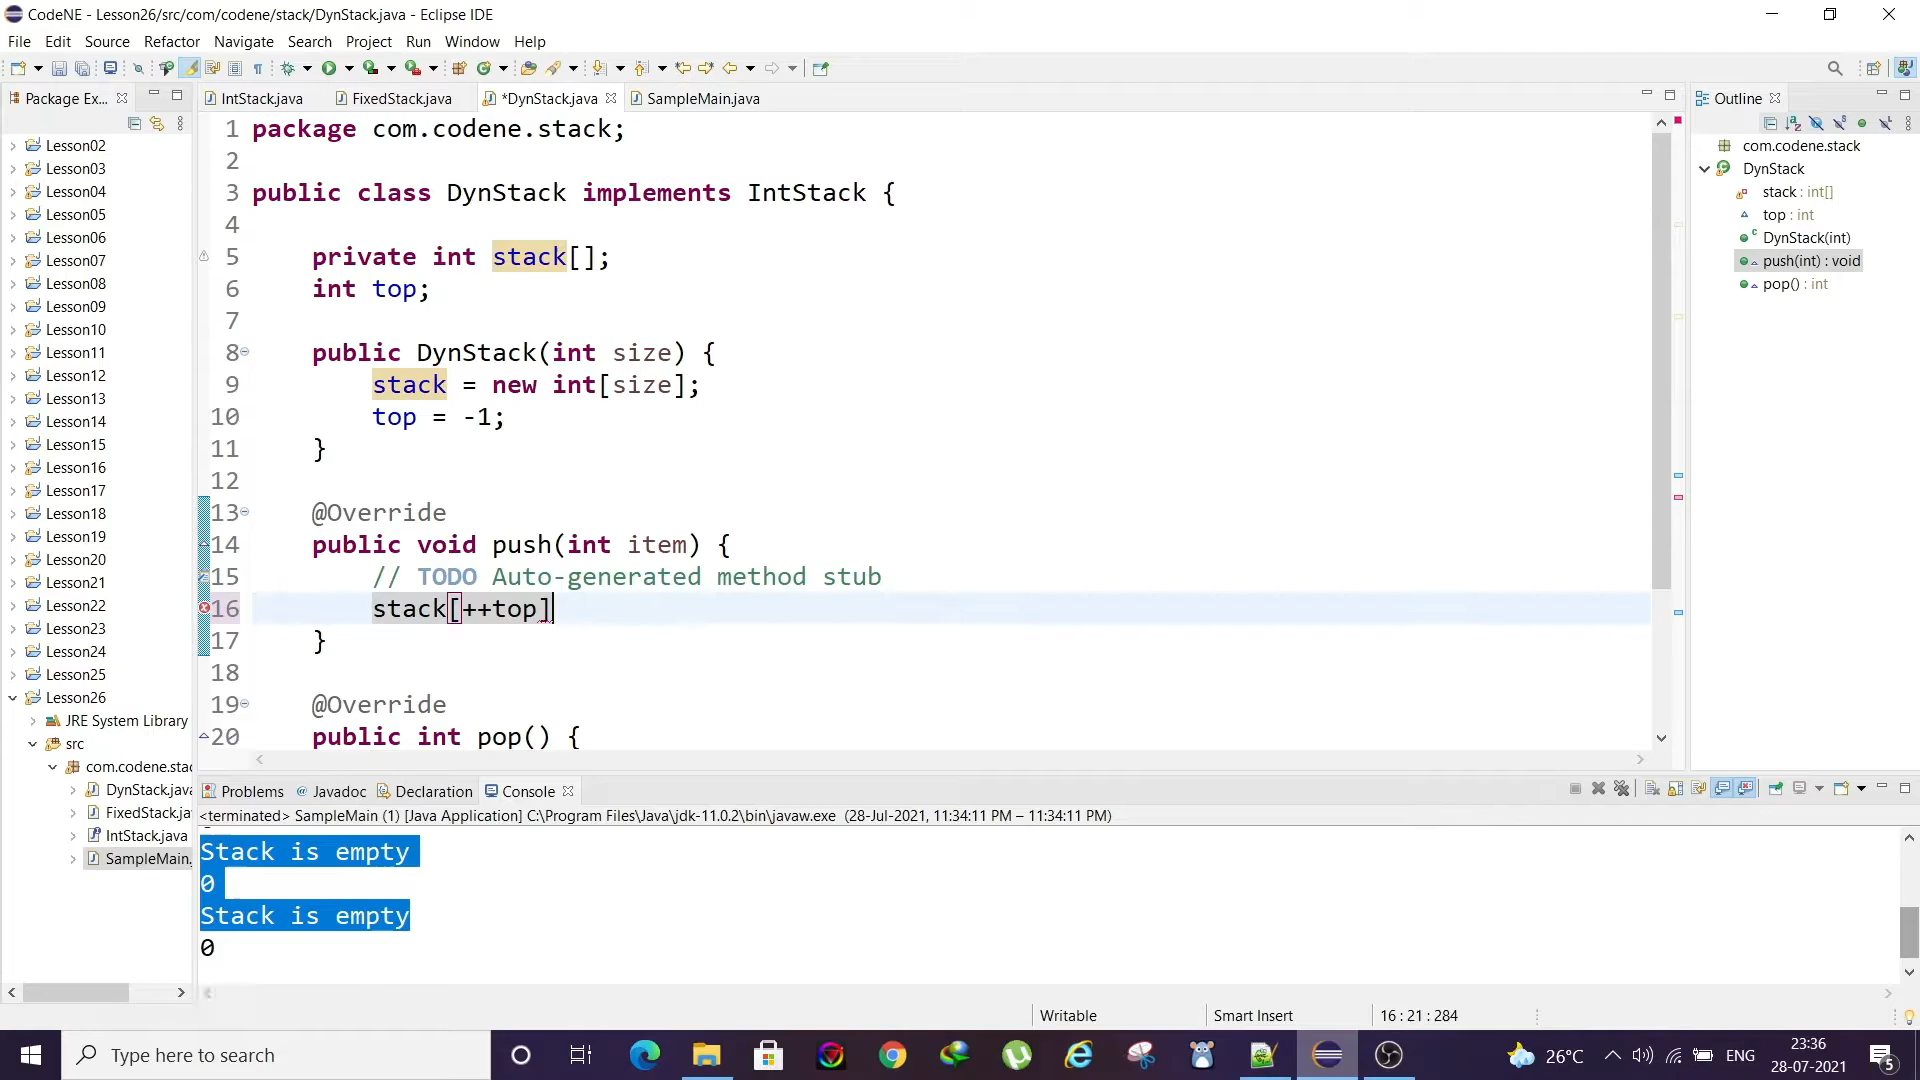 CodeNE - Lesson26/src/com/codene/stack/DynStack.java - Eclipse IDE
File Edit Source Refactor Navigate Search Run Project Run Window Help
Package Ex...
IntStack.java FixedStack.java *DynStack.java SampleMain.java
Outline
Lesson02
Lesson03
Lesson04
Lesson05
Lesson06
Lesson07
Lesson08
Lesson09
Lesson10
Lesson11
Lesson12
Lesson13
Lesson14
Lesson15
Lesson16
Lesson17
Lesson18
Lesson19
Lesson20
Lesson21
Lesson22
Lesson23
Lesson24
Lesson25
Lesson26
JRE System Library
src
com.codene.stac
DynStack.java
FixedStack.ja
IntStack.java
SampleMain.
1 package com.codene.stack;
2
3 public class DynStack implements IntStack {
4
5 private int stack[];
6 int top;
7
8 public DynStack(int size) {
9 stack = new int[size];
10 top = -1;
11 }
12
13 @Override
14 public void push(int item) {
15 // TODO Auto-generated method stub
16 stack[++top]
17 }
18
19 @Override
20 public int pop() {
com.codene.stack
DynStack
stack : int[]
top : int
DynStack(int)
push(int) : void
pop() : int
Problems Javadoc Declaration Console
<terminated> SampleMain (1) [Java Application] C:\Program Files\Java\jdk-11.0.2\bin\javaw.exe (28-Jul-2021, 11:34:11 PM – 11:34:11 PM)
Stack is empty
0
Stack is empty
0
Writable Smart Insert 16 : 21 : 284
Type here to search
26°C ENG
23:36
28-07-2021
5